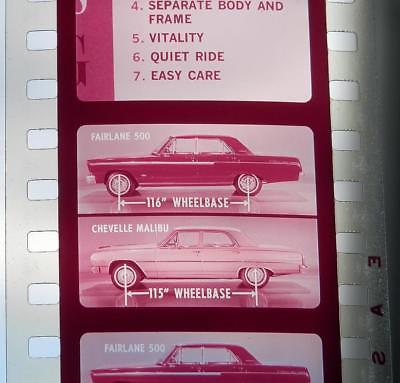 4. SEPARATE BODY AND
FRAME
5. VITALITY
6. QUIET RIDE
7. EASY CARE
FAIRLANE 500
116" WHEELBASE
CHEVELLE MALIBU
115" WHEELBASE
FAIRLANE 500
E A S